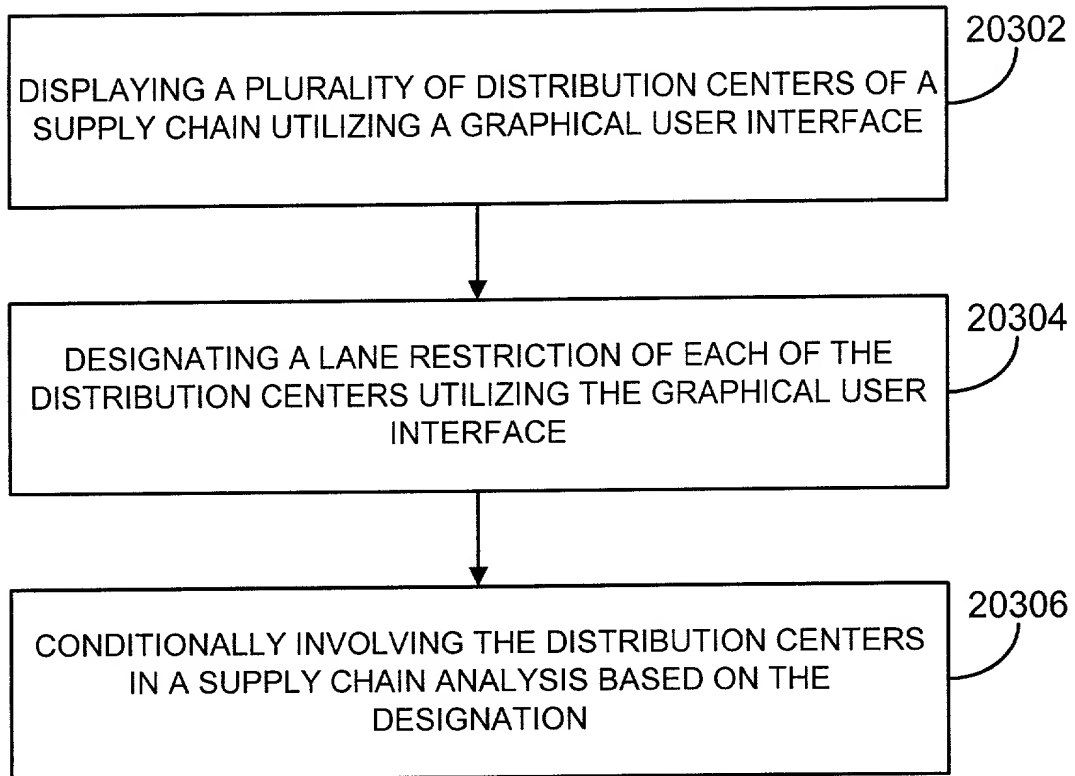 20302
DISPLAYING A PLURALITY OF DISTRIBUTION CENTERS OF A
SUPPLY CHAIN UTILIZING A GRAPHICAL USER INTERFACE
20304
DESIGNATING A LANE RESTRICTION OF EACH OF THE
DISTRIBUTION CENTERS UTILIZING THE GRAPHICAL USER
INTERFACE
20306
CONDITIONALLY INVOLVING THE DISTRIBUTION CENTERS
IN A SUPPLY CHAIN ANALYSIS BASED ON THE
DESIGNATION